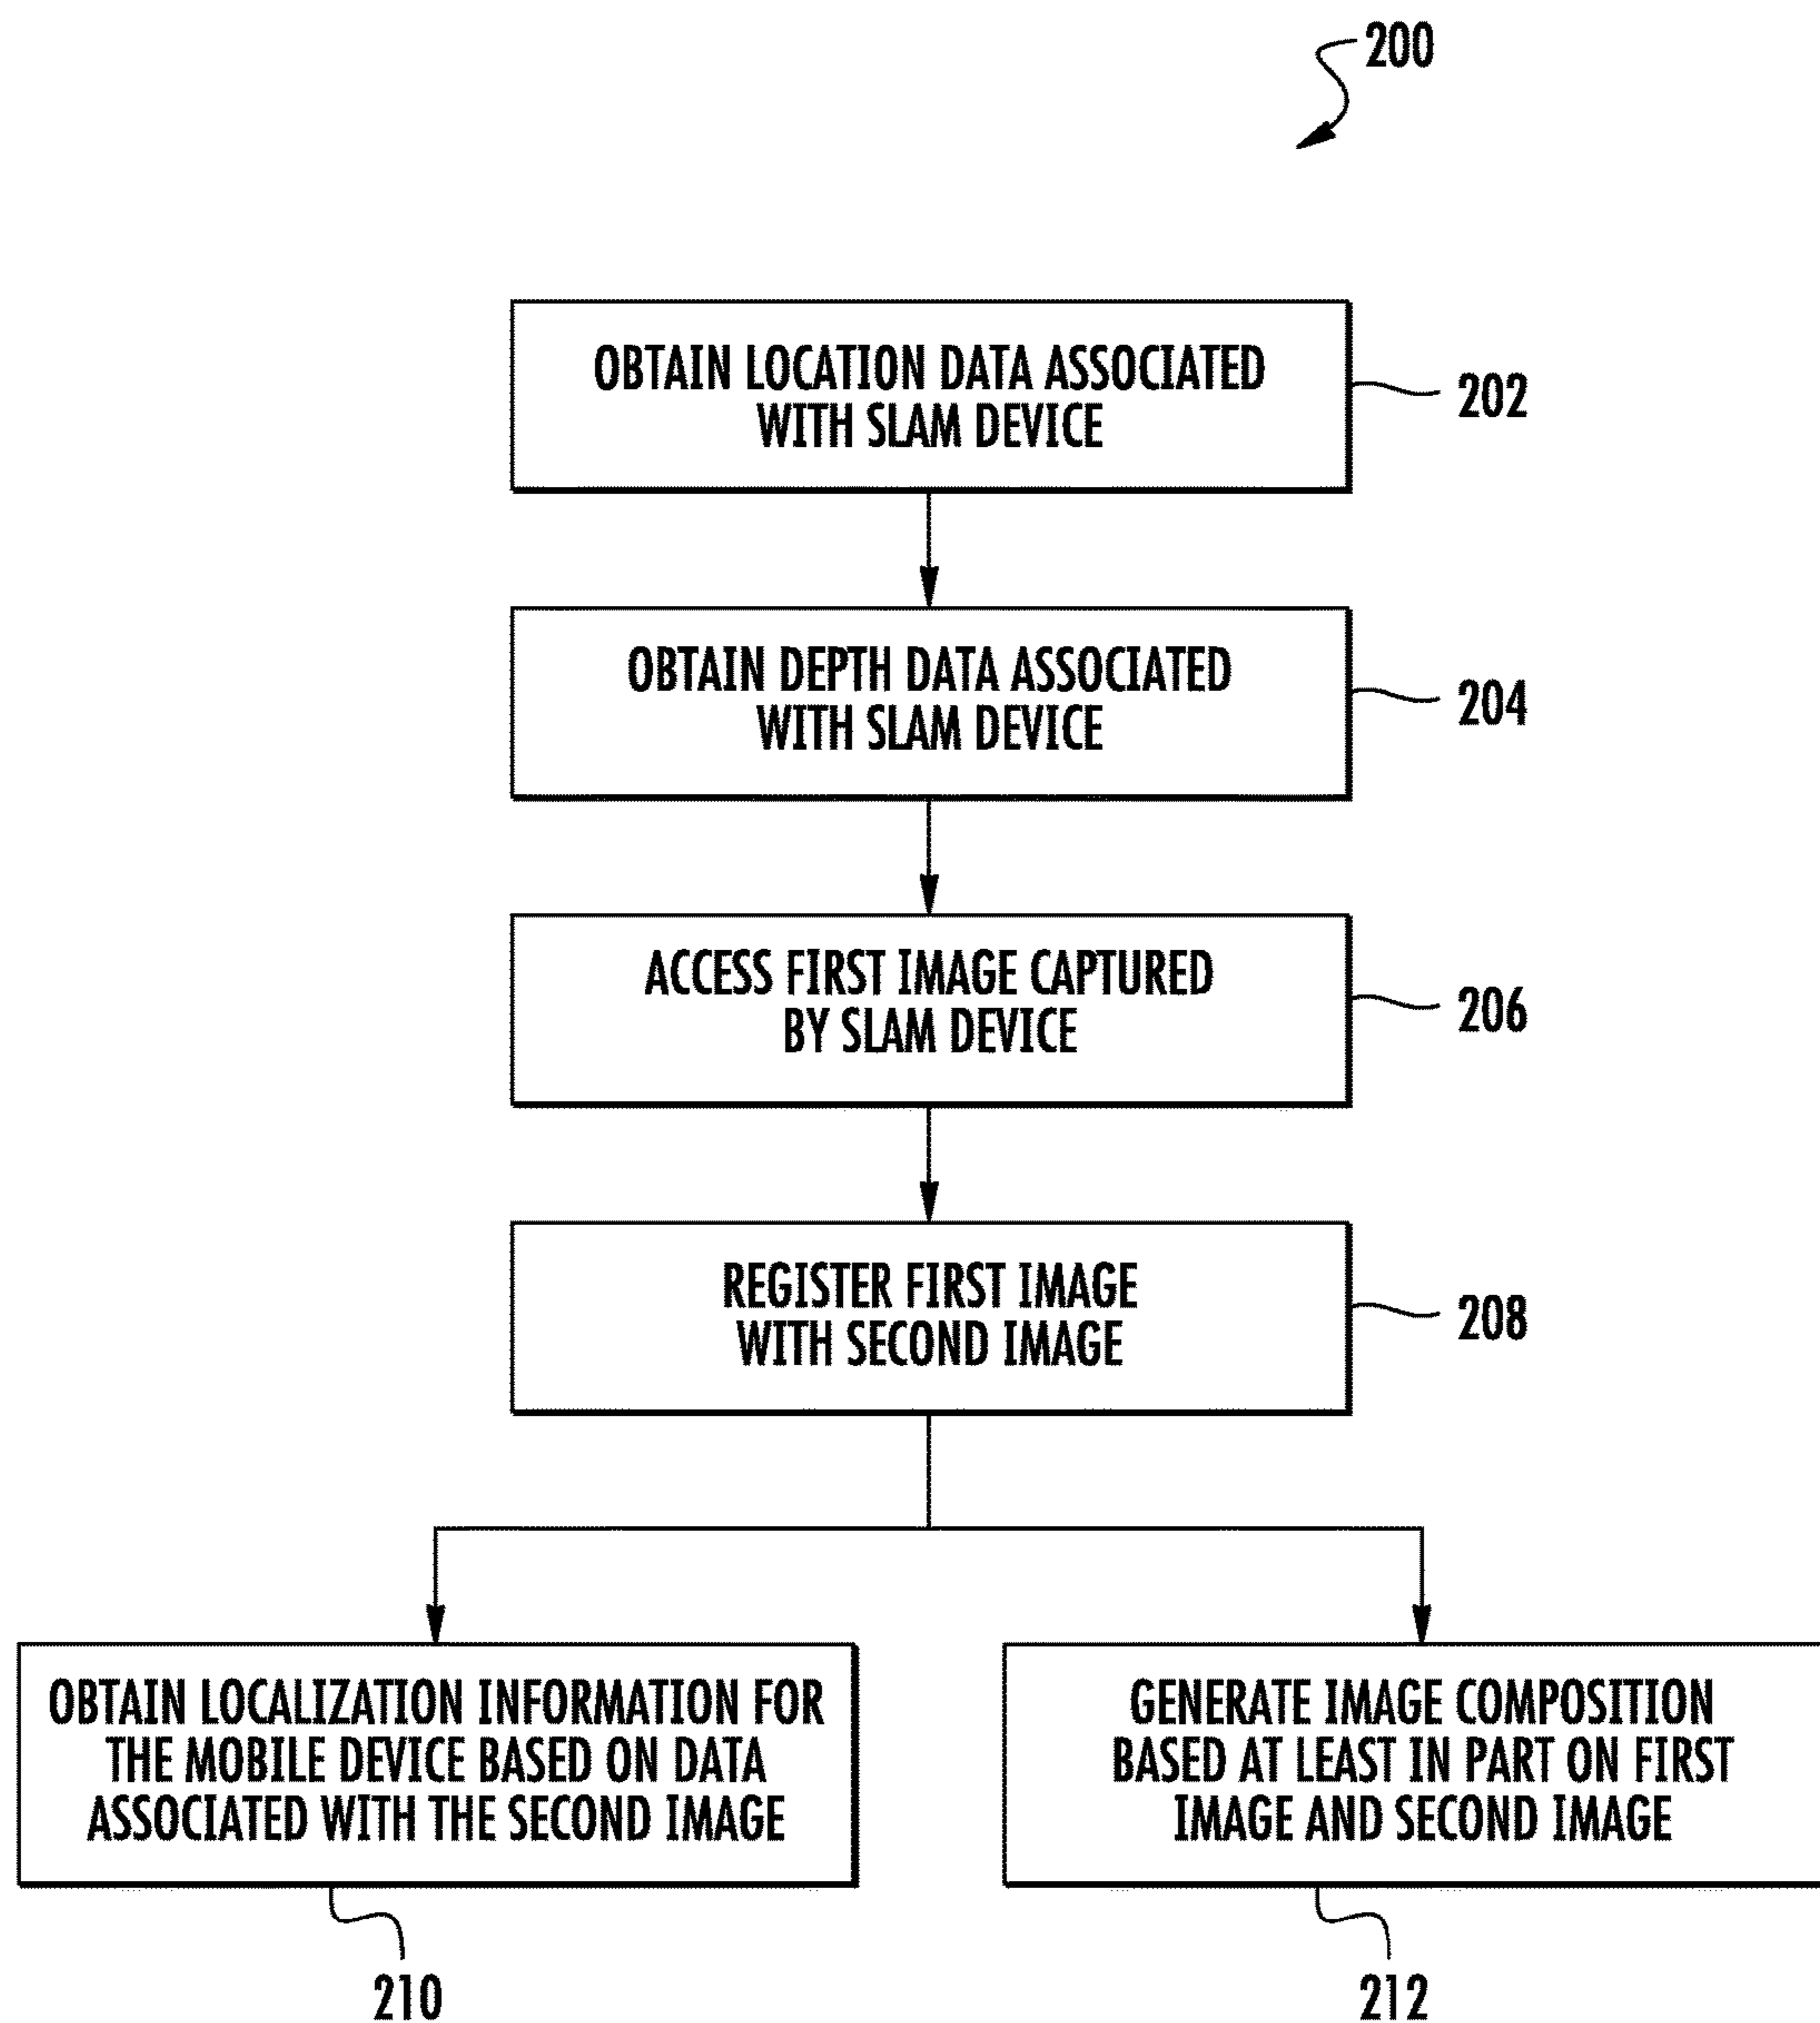 200
OBTAIN LOCATION DATA ASSOCIATED
WITH SLAM DEVICE
202
OBTAIN DEPTH DATA ASSOCIATED
WITH SLAM DEVICE
204
ACCESS FIRST IMAGE CAPTURED
BY SLAM DEVICE
206
REGISTER FIRST IMAGE
WITH SECOND IMAGE
208
OBTAIN LOCALIZATION INFORMATION FOR
THE MOBILE DEVICE BASED ON DATA
ASSOCIATED WITH THE SECOND IMAGE
210
GENERATE IMAGE COMPOSITION
BASED AT LEAST IN PART ON FIRST
IMAGE AND SECOND IMAGE
212